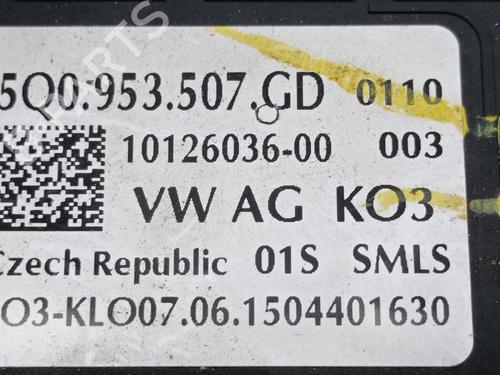 5Q0.953.507.GD 0110
10126036-00 003
VW AG KO3
Czech Republic 01S SMLS
O3-KLO07.06.1504401630